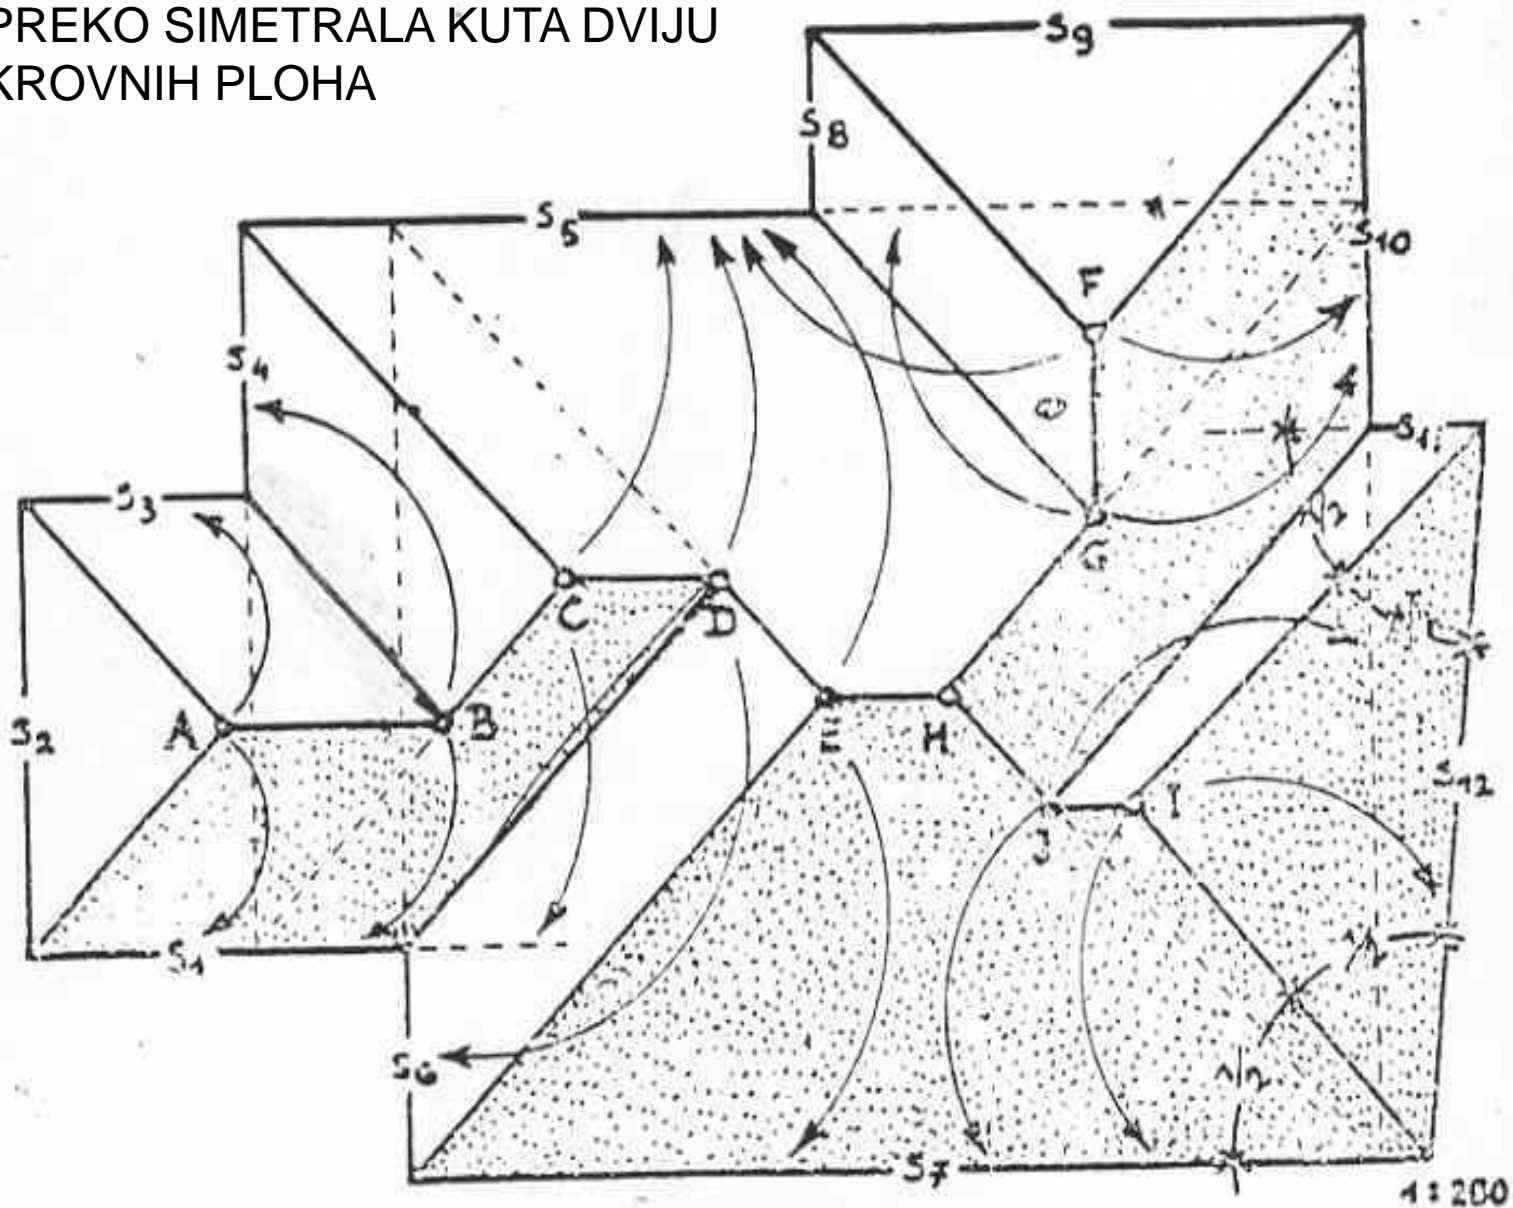 PREKO SIMETRALA KUTA DVIJU
KROVNIH PLOHA
S9
S8
S5
S10
F
S4
S11
S3
G
C
D
A
B
E
H
S2
S12
J
I
S1
S6
S7
1:200